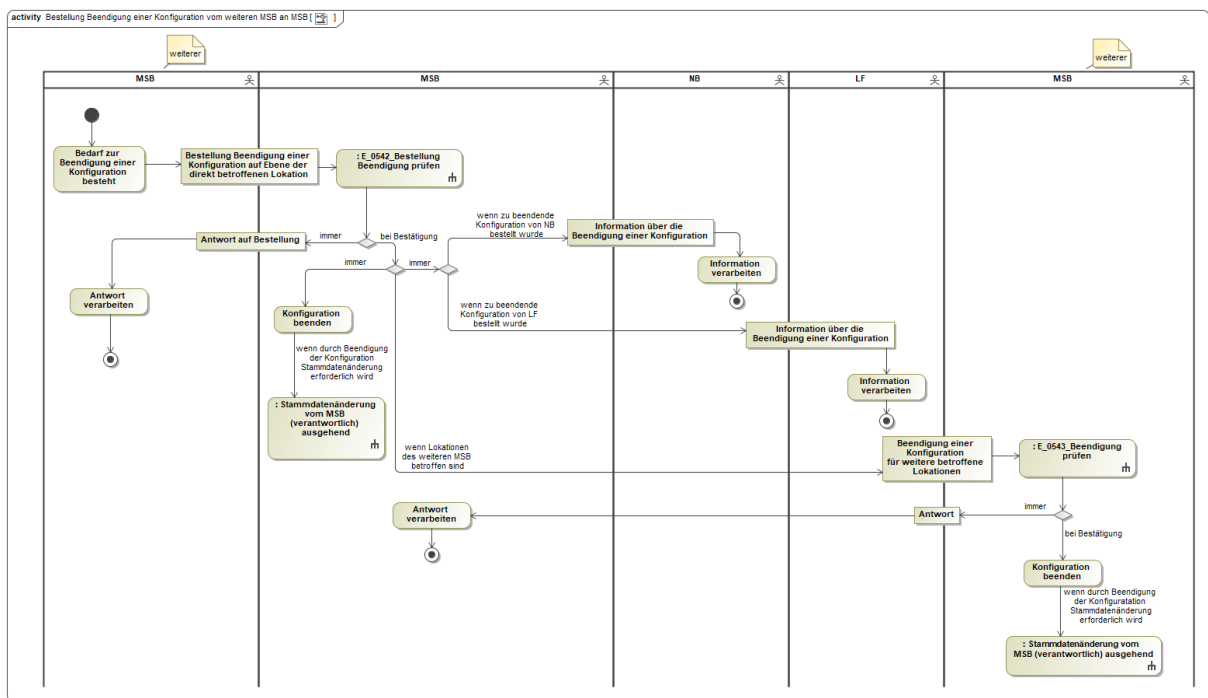 activity Bestellung Beendigung einer Konfiguration vom weiteren MSB an MSB [ ]
weiterer
weiterer
MSB
MSB
NB
LF
MSB
Bedarf zur
Beendigung einer
Konfiguration
besteht
Bestellung Beendigung einer
Konfiguration auf Ebene der
direkt betroffenen Lokation
: E_0542_Bestellung
Beendigung prüfen
Antwort auf Bestellung
immer
bei Bestätigung
wenn zu beendende
Konfiguration von NB
bestellt wurde
Information über die
Beendigung einer Konfiguration
immer
immer
Information
verarbeiten
Antwort
verarbeiten
Konfiguration
beenden
wenn zu beendende
Konfiguration von LF
bestellt wurde
Information über die
Beendigung einer Konfiguration
wenn durch Beendigung
der Konfiguration
Stammdatenänderung
erforderlich wird
Information
verarbeiten
: Stammdatenänderung
vom MSB
(verantwortlich)
ausgehend
wenn Lokationen
des weiteren MSB
betroffen sind
Beendigung einer
Konfiguration
für weitere betroffene
Lokationen
: E_0543_Beendigung
prüfen
Antwort
verarbeiten
Antwort
immer
bei Bestätigung
Konfiguration
beenden
wenn durch Beendigung
der Konfiguratation
Stammdatenänderung
erforderlich wird
: Stammdatenänderung vom
MSB (verantwortlich) ausgehend